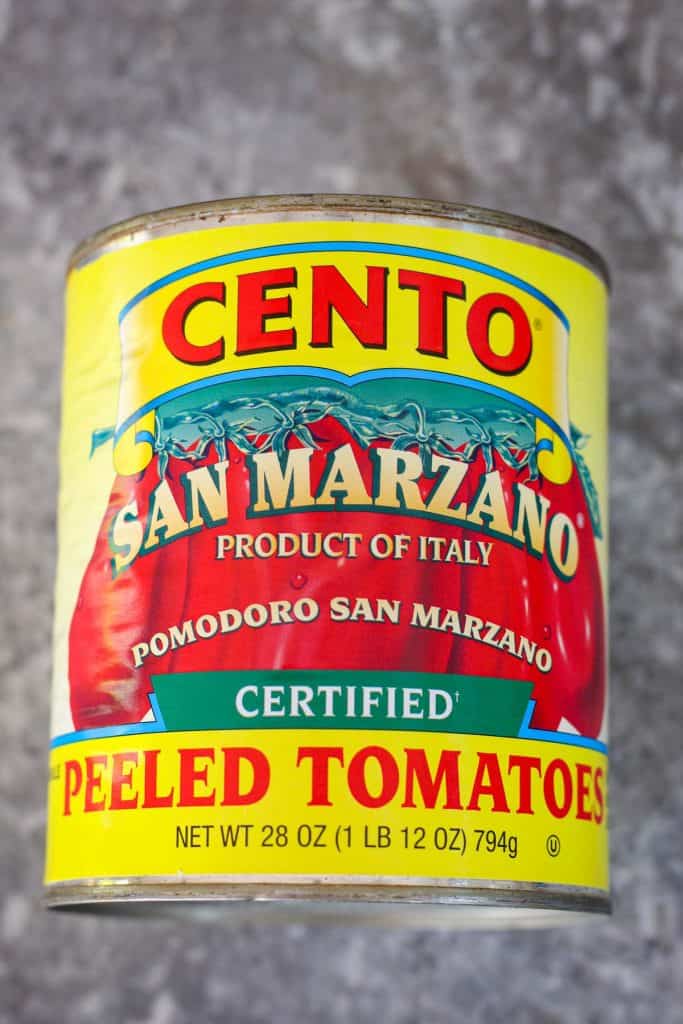 CENTO®
SAN MARZANO®
PRODUCT OF ITALY
POMODORO SAN MARZANO
CERTIFIED†
PEELED TOMATOES
NET WT 28 OZ (1 LB 12 OZ) 794g Ⓤ